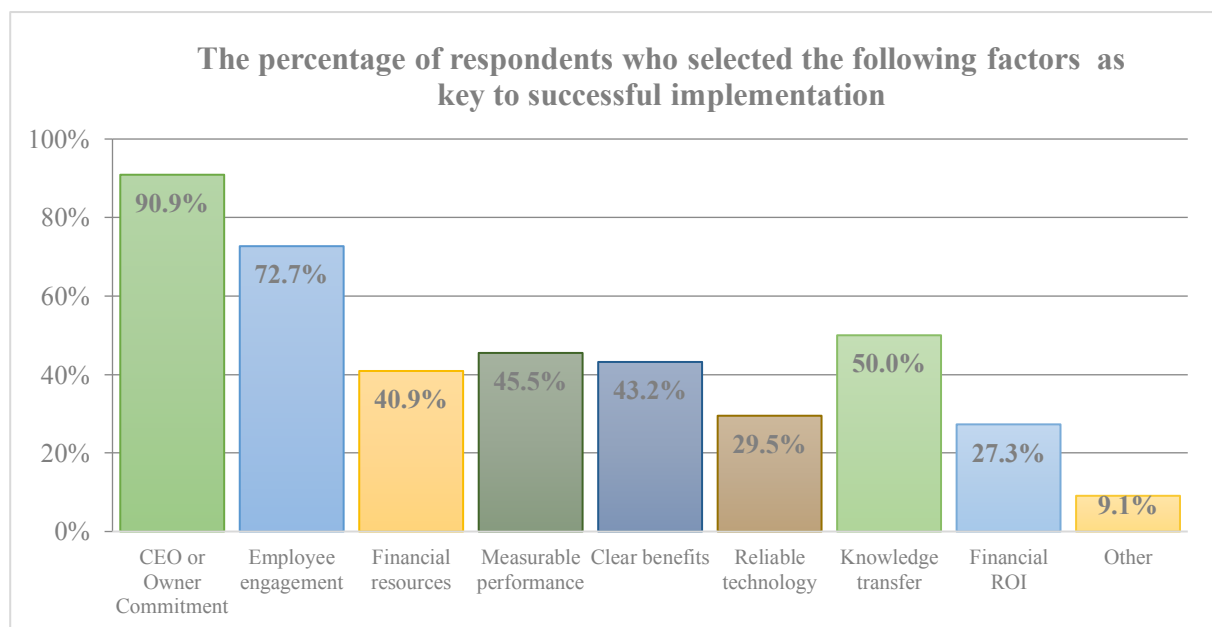 The percentage of respondents who selected the following factors as
key to successful implementation
100%
80%
60%
40%
20%
0%
90.9%
72.7%
40.9%
45.5%
43.2%
29.5%
50.0%
27.3%
9.1%
CEO or
Owner
Commitment
Employee
engagement
Financial
resources
Measurable
performance
Clear benefits
Reliable
technology
Knowledge
transfer
Financial
ROI
Other